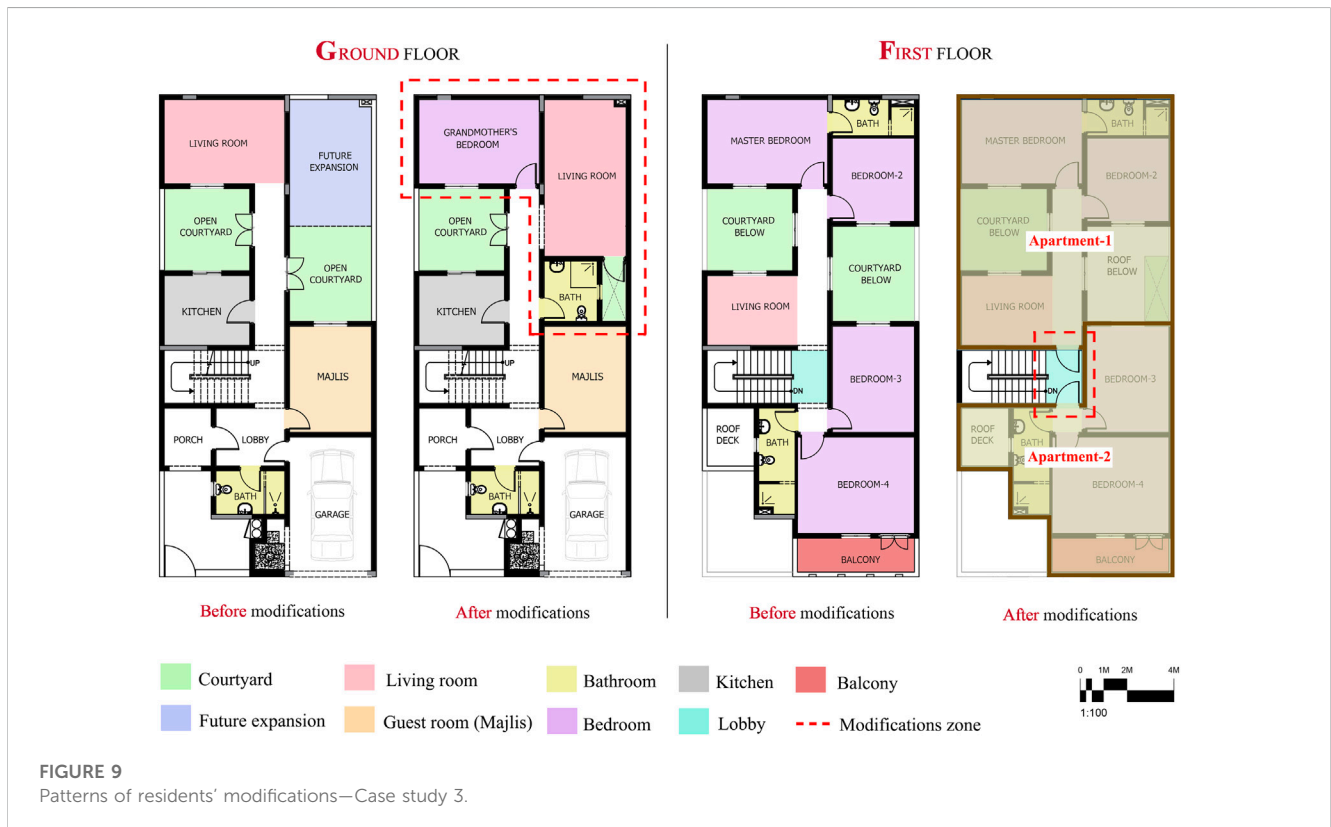 GROUND FLOOR
FIRST FLOOR
LIVING ROOM
FUTURE
EXPANSION
OPEN
COURTYARD
OPEN
COURTYARD
KITCHEN
UP
MAJLIS
PORCH
LOBBY
BATH
GARAGE
Before modifications
GRANDMOTHER'S
BEDROOM
LIVING ROOM
OPEN
COURTYARD
BATH
KITCHEN
UP
MAJLIS
PORCH
LOBBY
BATH
GARAGE
After modifications
BATH
MASTER BEDROOM
BEDROOM-2
COURTYARD
BELOW
COURTYARD
BELOW
LIVING ROOM
BEDROOM-3
DN
ROOF
DECK
BATH
BEDROOM-4
BALCONY
Before modifications
BATH
MASTER BEDROOM
BEDROOM-2
COURTYARD
BELOW
Apartment-1
ROOF
BELOW
LIVING ROOM
BEDROOM-3
DN
ROOF
DECK
BATH
Apartment-2
BEDROOM-4
BALCONY
After modifications
Courtyard
Living room
Bathroom
Kitchen
Balcony
Future expansion
Guest room (Majlis)
Bedroom
Lobby
Modifications zone
0 1M 2M 4M
1:100
FIGURE 9
Patterns of residents' modifications—Case study 3.